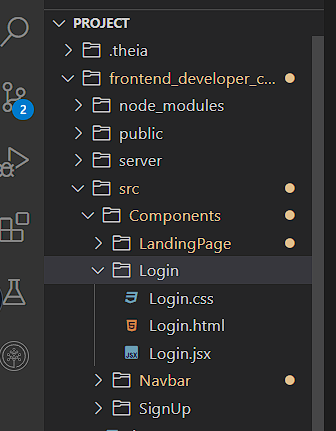 PROJECT
.theia
frontend_developer_c...
node_modules
public
server
src
Components
LandingPage
Login
Login.css
Login.html
JSX Login.jsx
Navbar
SignUp
2